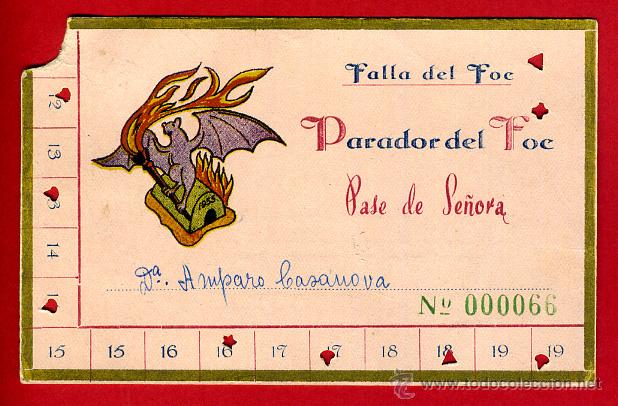 Falla del Foc
Parador del Foc
Pase de Señora
1955
Dª. Amparo Casanova
Nº 000066
12
13
13
14
15 15 16 16 17 17 18 18 19 19
www.todocoleccion.net